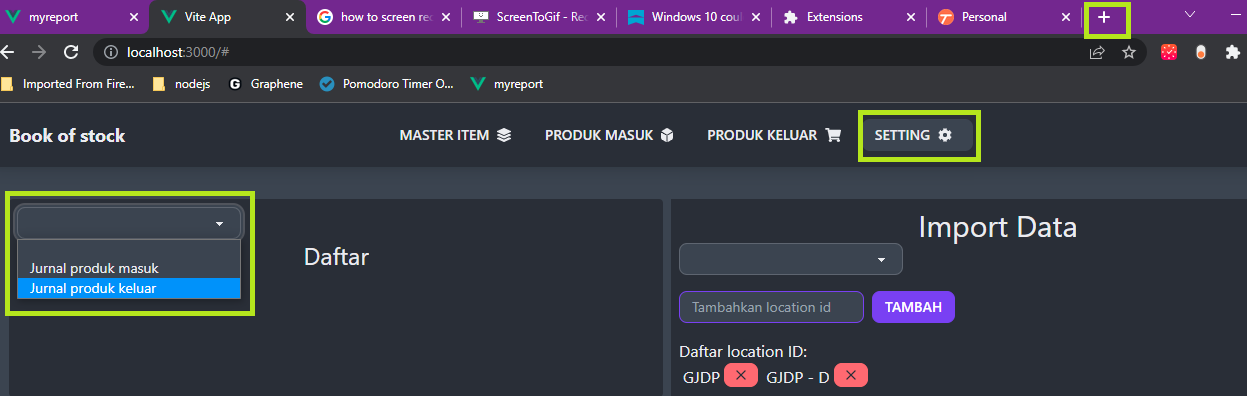 myreport
Vite App
how to screen rec
ScreenToGif - Rec
Windows 10 coul
Extensions
Personal
localhost:3000/#
Imported From Fire...
nodejs
Graphene
Pomodoro Timer O...
myreport
Book of stock
MASTER ITEM
PRODUK MASUK
PRODUK KELUAR
SETTING
Jurnal produk masuk
Jurnal produk keluar
Daftar
Import Data
Tambahkan location id
TAMBAH
Daftar location ID:
GJDP
GJDP - D